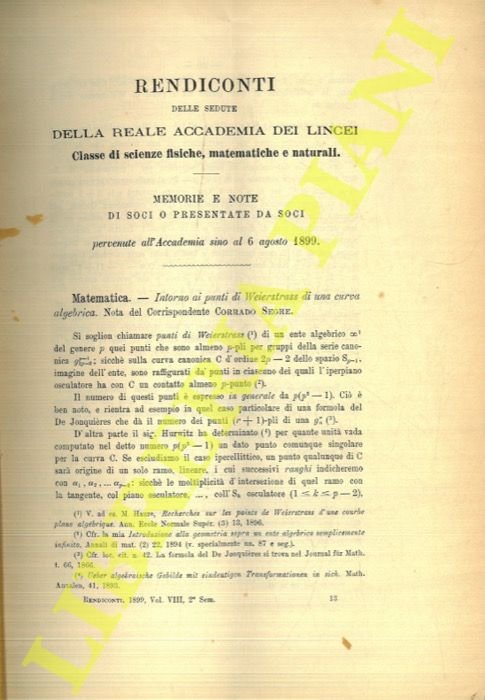 RENDICONTI
DELLE SEDUTE
DELLA REALE ACCADEMIA DEI LINCEI
Classe di scienze fisiche, matematiche e naturali.
MEMORIE E NOTE
DI SOCI O PRESENTATE DA SOCI
pervenute all'Accademia sino al 6 agosto 1899.
Matematica. — Intorno ai punti di Weierstrass di una curva
algebrica. Nota del Corrispondente CORRADO SEGRE.
Si soglion chiamare punti di Weierstrass (¹) di un ente algebrico ∞¹
del genere p quei punti che sono almeno p-pli per gruppi della serie cano-
nica sicchè sulla curva canonica C d'ordine 2p — 2 dello spazio Sp-1,
imagine dell'ente, sono raffigurati da' punti in ciascuno dei quali l'iperpiano
osculatore ha con C un contatto almeno p-punto (²).
Il numero di questi punti è espresso in generale da p(p² — 1). Ciò è
ben noto, e rientra ad esempio in quel caso particolare di una formola del
De Jonquières che dà il numero dei punti (r + 1)-pli di una (³).
D'altra parte il sig. Hurwitz ha determinato (⁴) per quante unità vada
computato nel detto numero p(p² — 1) un dato punto comunque singolare
per la curva C. Se escludiamo il caso iperellittico, un punto qualunque di C
sarà origine di un solo ramo, lineare, i cui successivi ranghi indicheremo
con α₁, α₂, ... αp-2: sicchè le moltiplicità d'intersezione di quel ramo con
la tangente, col piano osculatore, ..., coll'Sk osculatore (1 ≤ k ≤ p — 2),
(¹) V. ad es. M. Haure, Recherches sur les points de Weierstrass d'une courbe
plane algébrique. Ann. École Normale Supér. (3) 13, 1896.
(²) Cfr. la mia Introduzione alla geometria sopra un ente algebrico semplicemente
infinito. Annali di mat. (2) 22, 1894 (v. specialmente nn. 87 e seg.).
(³) Cfr. loc. cit. n. 42. La formola del De Jonquières si trova nel Journal für Math.
t. 66, 1866.
(⁴) Ueber algebraische Gebilde mit eindeutigen Transformationen in sich. Math.
Annalen, 41, 1893.
RENDICONTI, 1899, Vol. VIII, 2° Sem. 13
LIBRERIA PIANI